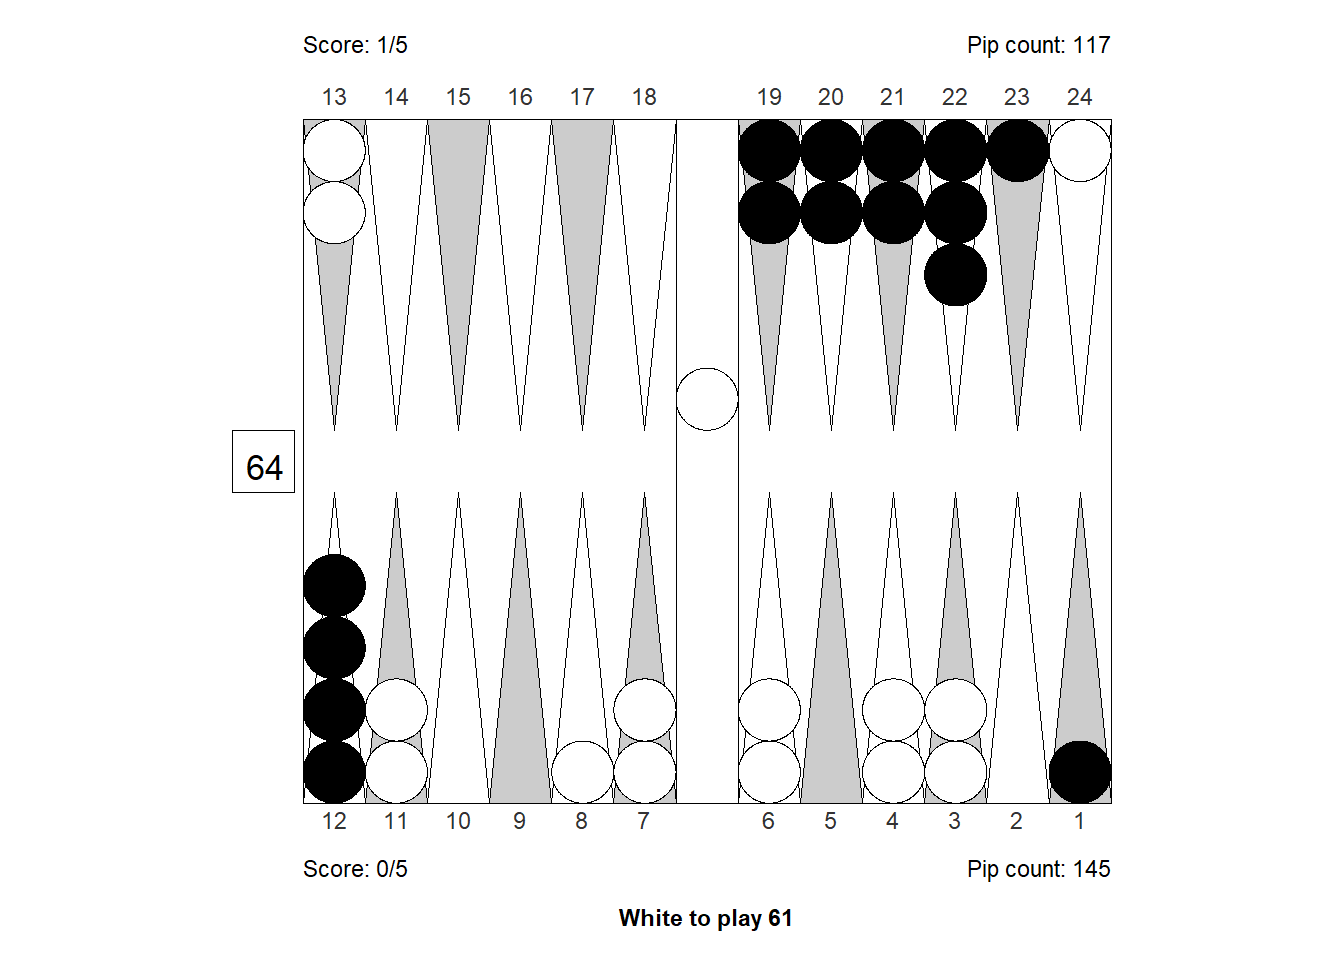 Score: 1/5 Pip count: 117
13 14 15 16 17 18 19 20 21 22 23 24
64
12 11 10 9 8 7 6 5 4 3 2 1
Score: 0/5 Pip count: 145
White to play 61